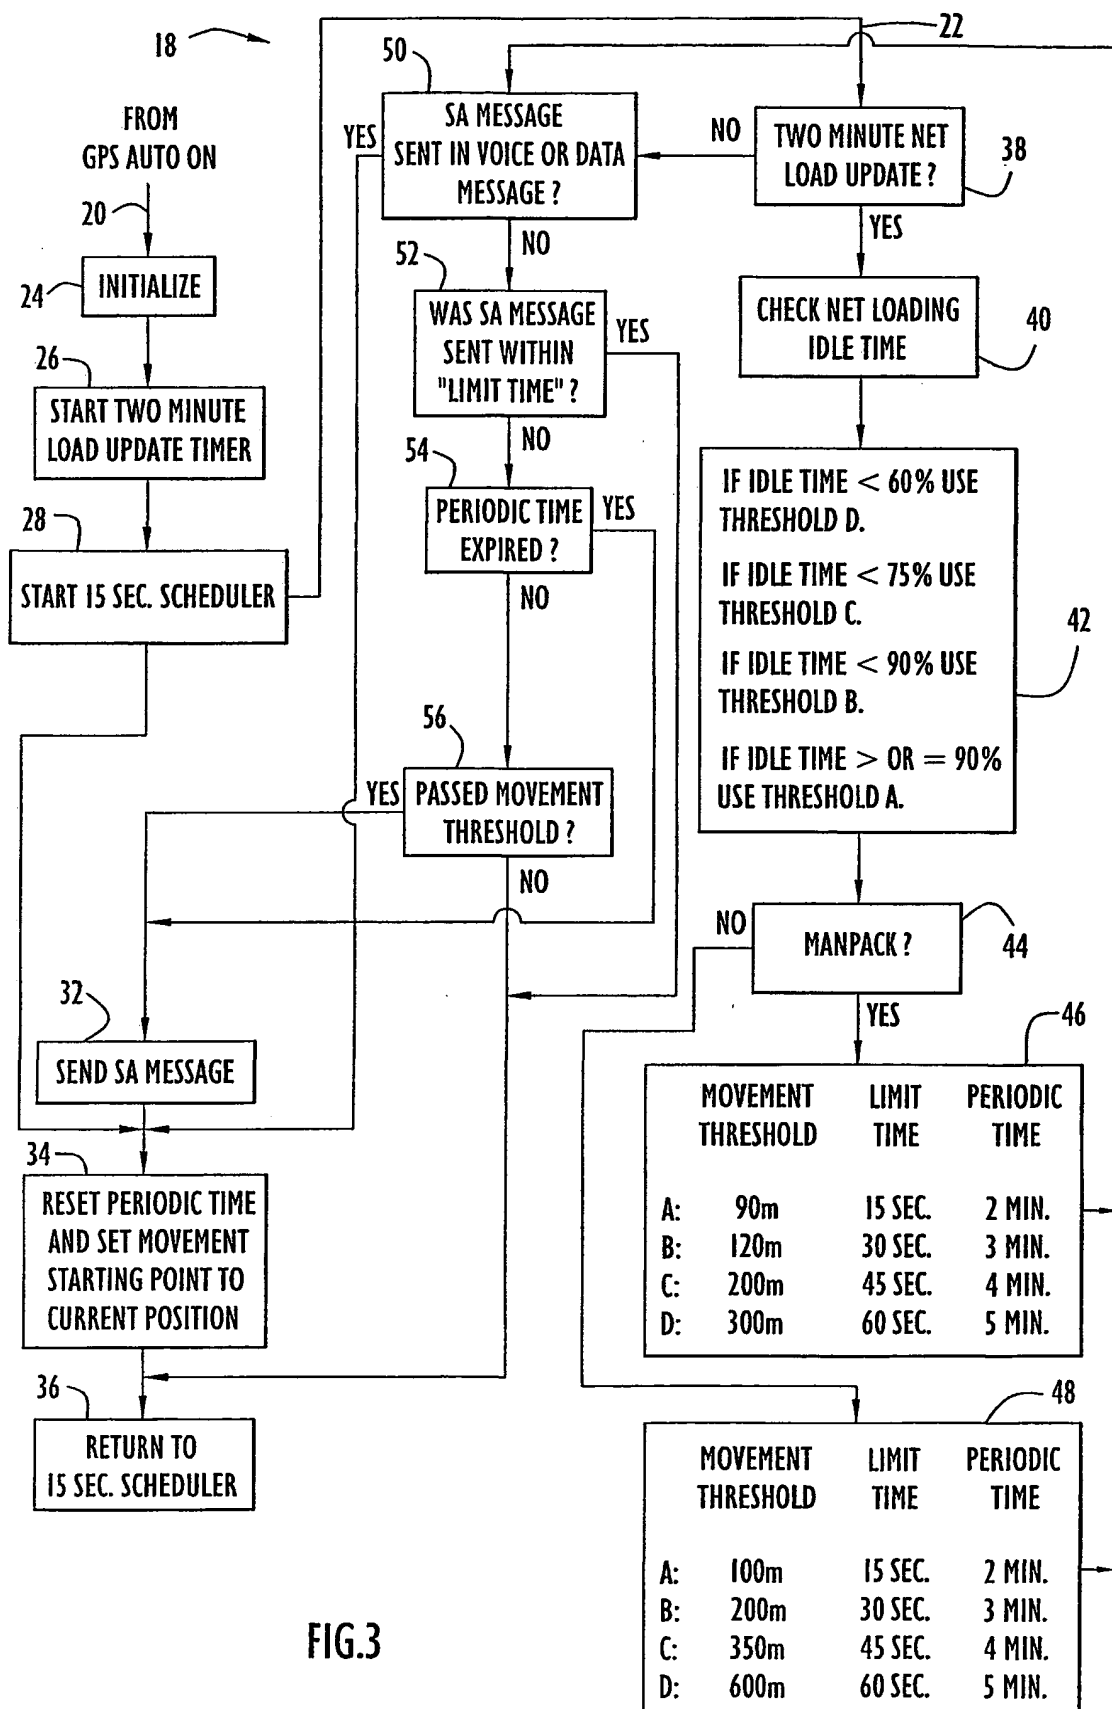 18
FROM
GPS AUTO ON
20
24
INITIALIZE
26
START TWO MINUTE
LOAD UPDATE TIMER
28
START 15 SEC. SCHEDULER
22
50
SA MESSAGE
SENT IN VOICE OR DATA
MESSAGE ?
YES
NO
52
WAS SA MESSAGE
SENT WITHIN
"LIMIT TIME" ?
YES
NO
54
PERIODIC TIME
EXPIRED ?
YES
NO
56
PASSED MOVEMENT
THRESHOLD ?
YES
NO
32
SEND SA MESSAGE
34
RESET PERIODIC TIME
AND SET MOVEMENT
STARTING POINT TO
CURRENT POSITION
36
RETURN TO
15 SEC. SCHEDULER
NO
TWO MINUTE NET
LOAD UPDATE ?
38
YES
CHECK NET LOADING
IDLE TIME
40
IF IDLE TIME < 60% USE
THRESHOLD D.
IF IDLE TIME < 75% USE
THRESHOLD C.
IF IDLE TIME < 90% USE
THRESHOLD B.
IF IDLE TIME > OR = 90%
USE THRESHOLD A.
42
NO
MANPACK ?
44
YES
46
MOVEMENT LIMIT PERIODIC
THRESHOLD TIME TIME
A: 90m 15 SEC. 2 MIN.
B: 120m 30 SEC. 3 MIN.
C: 200m 45 SEC. 4 MIN.
D: 300m 60 SEC. 5 MIN.
48
MOVEMENT LIMIT PERIODIC
THRESHOLD TIME TIME
A: 100m 15 SEC. 2 MIN.
B: 200m 30 SEC. 3 MIN.
C: 350m 45 SEC. 4 MIN.
D: 600m 60 SEC. 5 MIN.
FIG.3